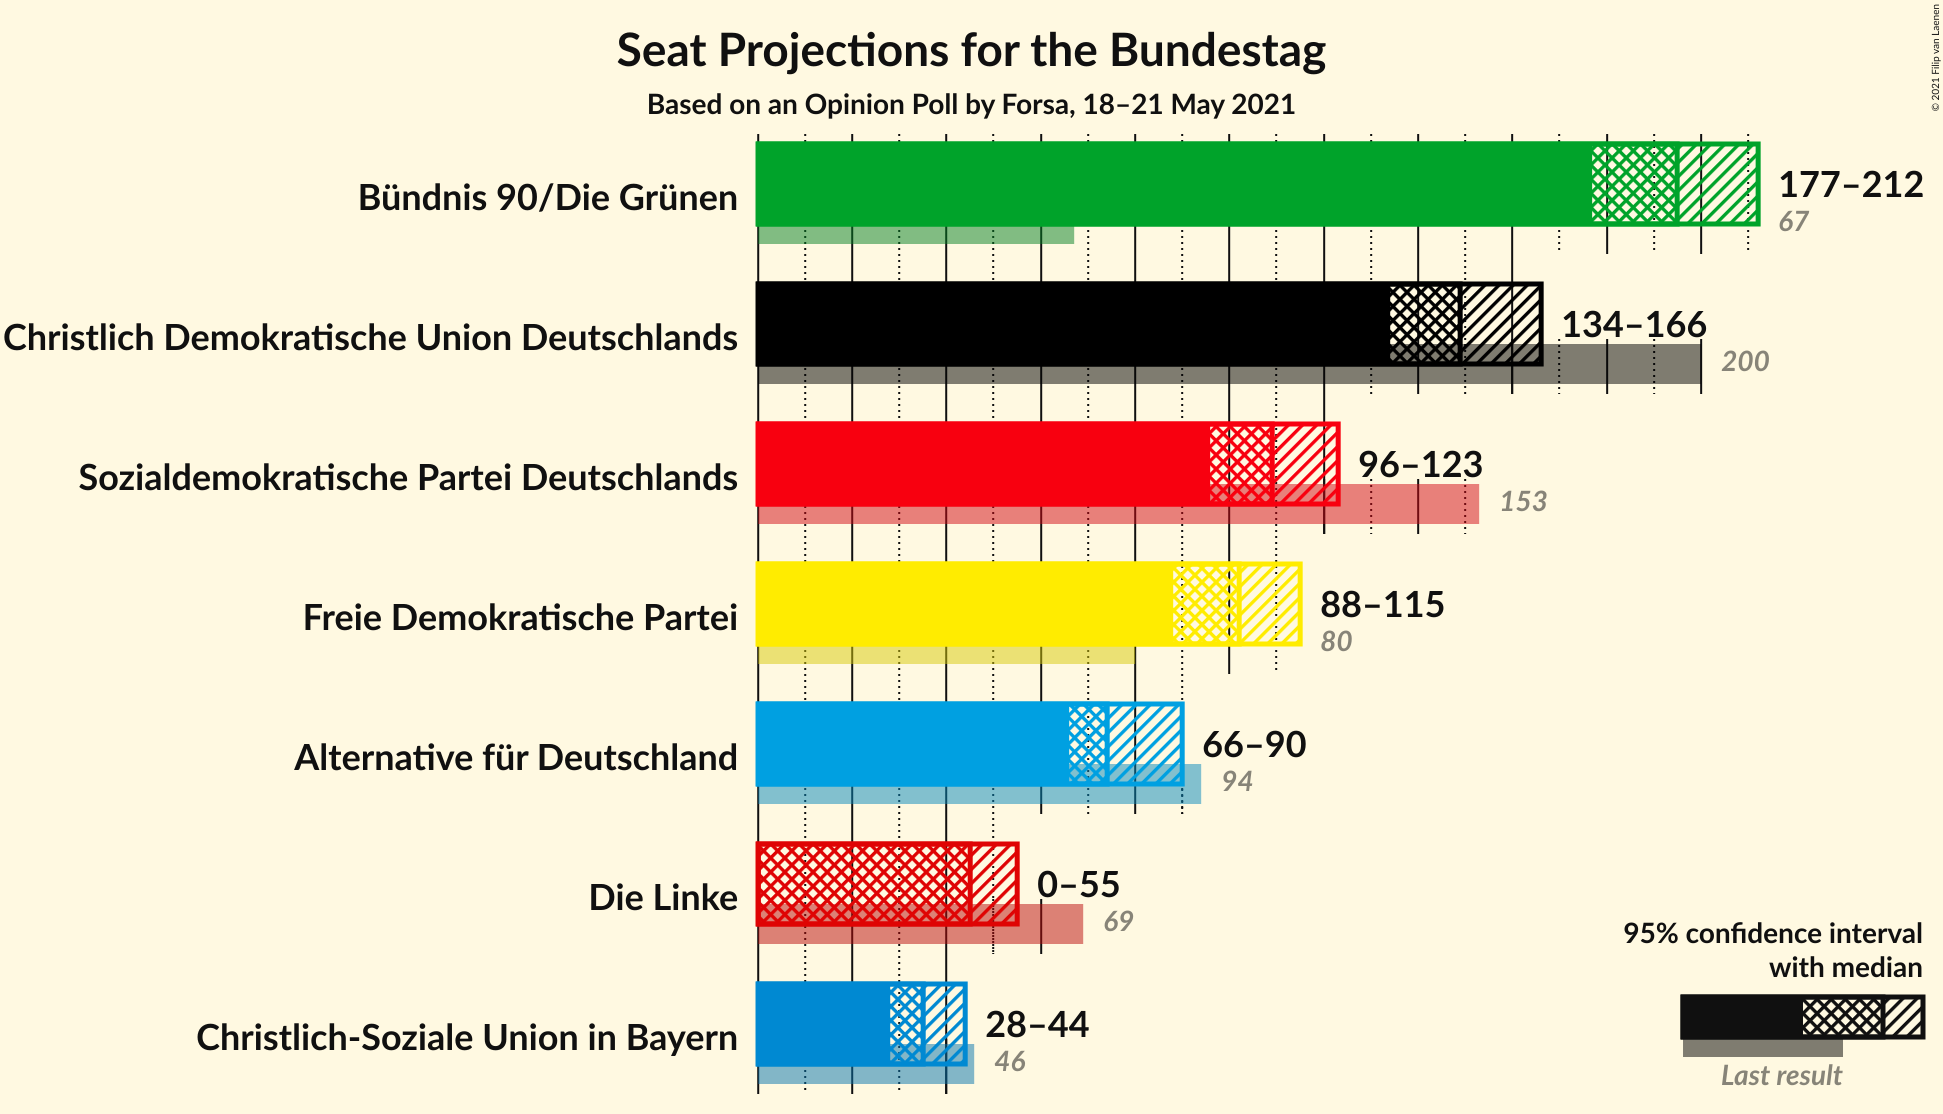 Seat Projections for the Bundestag
Based on an Opinion Poll by Forsa, 18–21 May 2021
© 2021 Filip van Laenen
Bündnis 90/Die Grünen
177–212
67
Christlich Demokratische Union Deutschlands
134–166
200
Sozialdemokratische Partei Deutschlands
96–123
153
Freie Demokratische Partei
88–115
80
Alternative für Deutschland
66–90
94
Die Linke
0–55
69
Christlich-Soziale Union in Bayern
28–44
46
95% confidence interval
with median
Last result